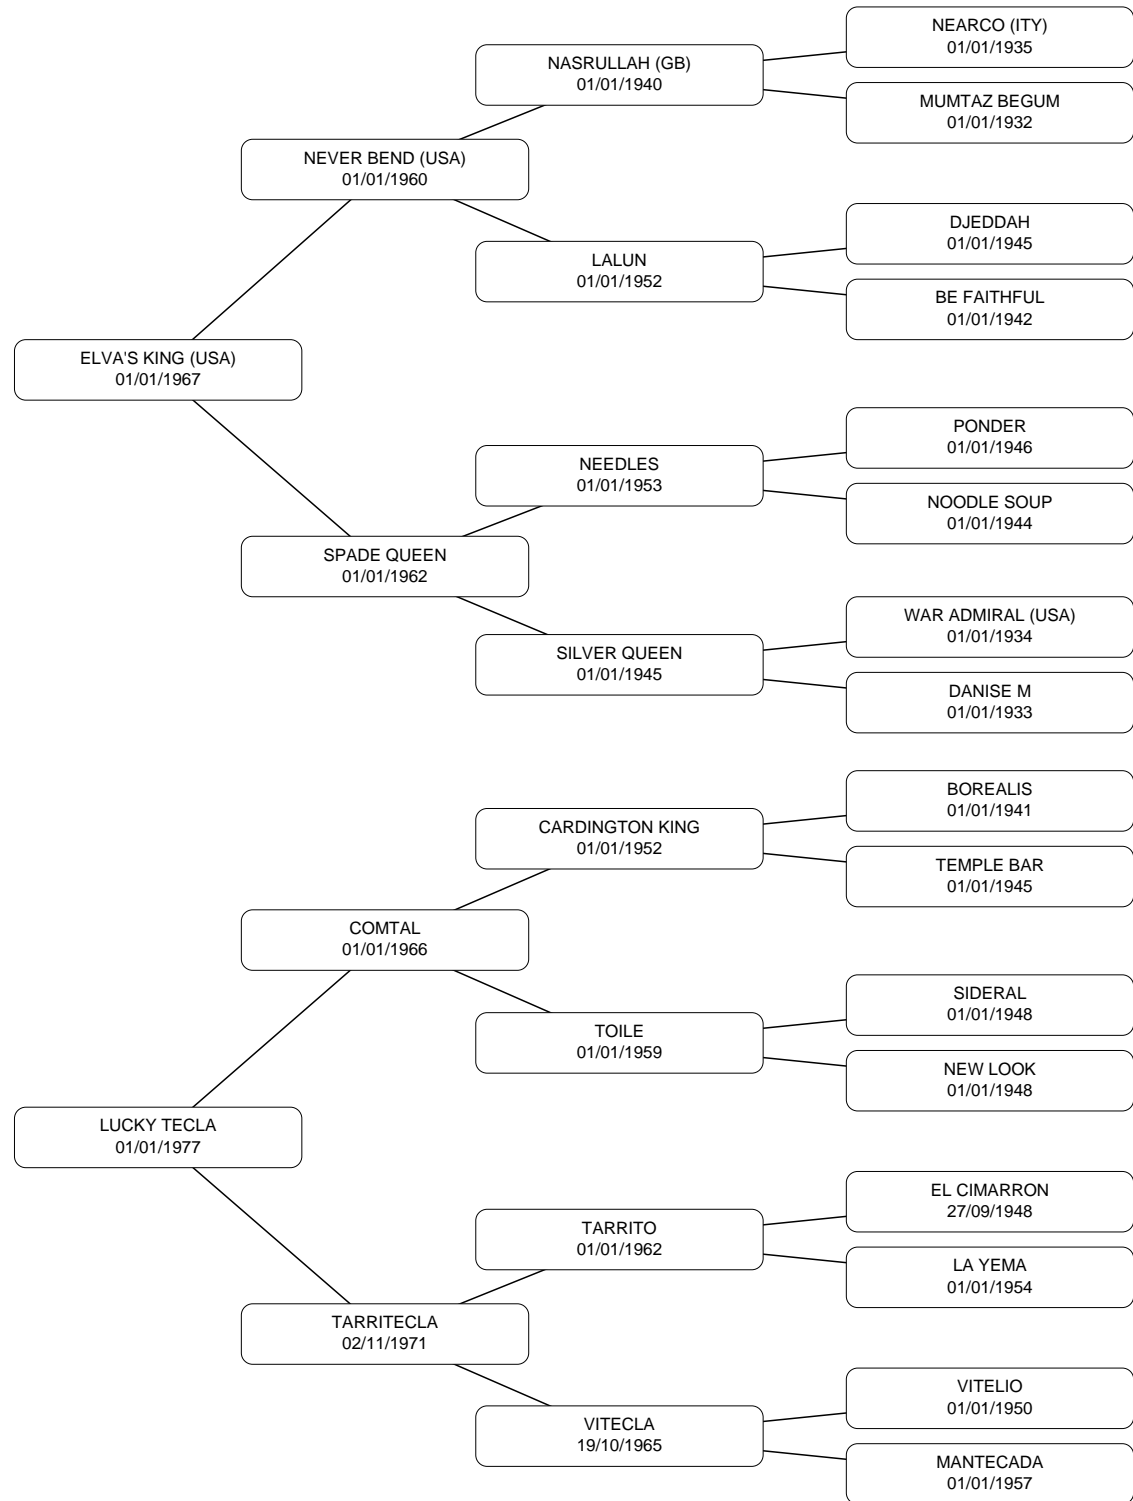 NEARCO (ITY)
01/01/1935
NASRULLAH (GB)
01/01/1940
MUMTAZ BEGUM
01/01/1932
NEVER BEND (USA)
01/01/1960
DJEDDAH
01/01/1945
LALUN
01/01/1952
BE FAITHFUL
01/01/1942
ELVA'S KING (USA)
01/01/1967
PONDER
01/01/1946
NEEDLES
01/01/1953
NOODLE SOUP
01/01/1944
SPADE QUEEN
01/01/1962
WAR ADMIRAL (USA)
01/01/1934
SILVER QUEEN
01/01/1945
DANISE M
01/01/1933
BOREALIS
01/01/1941
CARDINGTON KING
01/01/1952
TEMPLE BAR
01/01/1945
COMTAL
01/01/1966
SIDERAL
01/01/1948
TOILE
01/01/1959
NEW LOOK
01/01/1948
LUCKY TECLA
01/01/1977
EL CIMARRON
27/09/1948
TARRITO
01/01/1962
LA YEMA
01/01/1954
TARRITECLA
02/11/1971
VITELIO
01/01/1950
VITECLA
19/10/1965
MANTECADA
01/01/1957